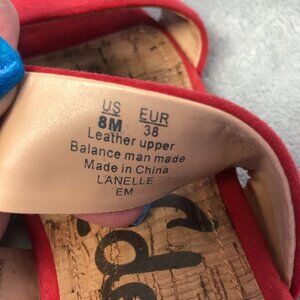 US EUR
8M 38
Leather upper
Balance man made
Made in China
LANELLE
EM